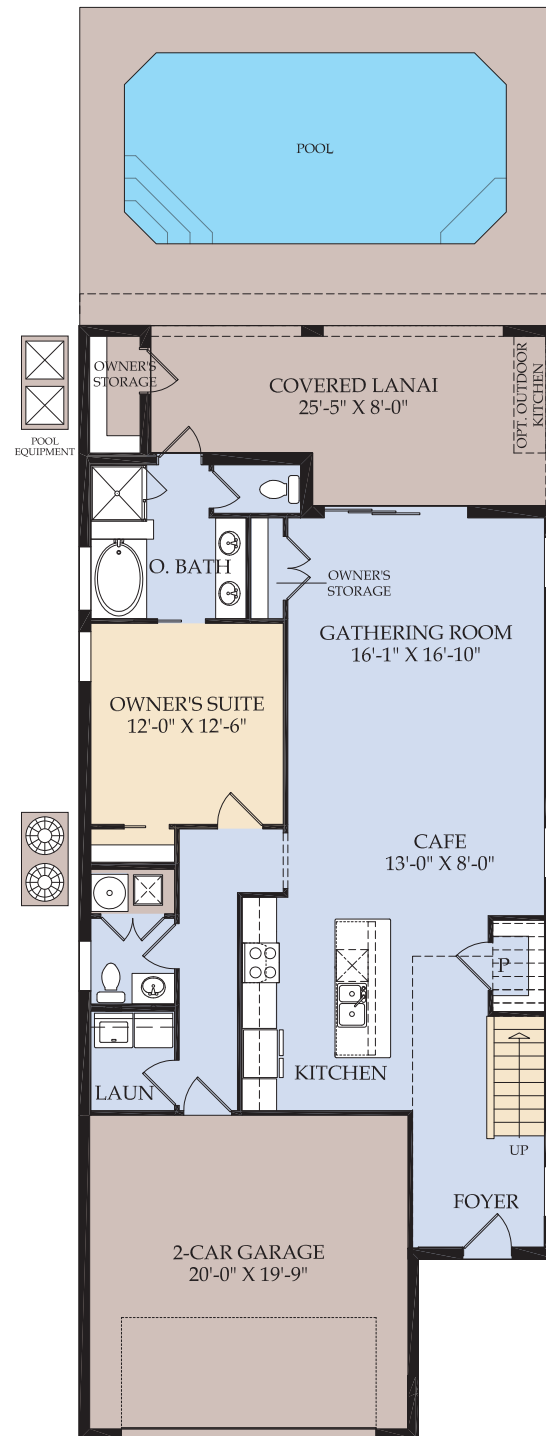 POOL
OWNER'S
STORAGE
COVERED LANAI
25'-5" X 8'-0"
OPT. OUTDOOR
KITCHEN
POOL
EQUIPMENT
O. BATH
OWNER'S
STORAGE
GATHERING ROOM
16'-1" X 16'-10"
OWNER'S SUITE
12'-0" X 12'-6"
CAFE
13'-0" X 8'-0"
P
KITCHEN
LAUN
UP
FOYER
2-CAR GARAGE
20'-0" X 19'-9"